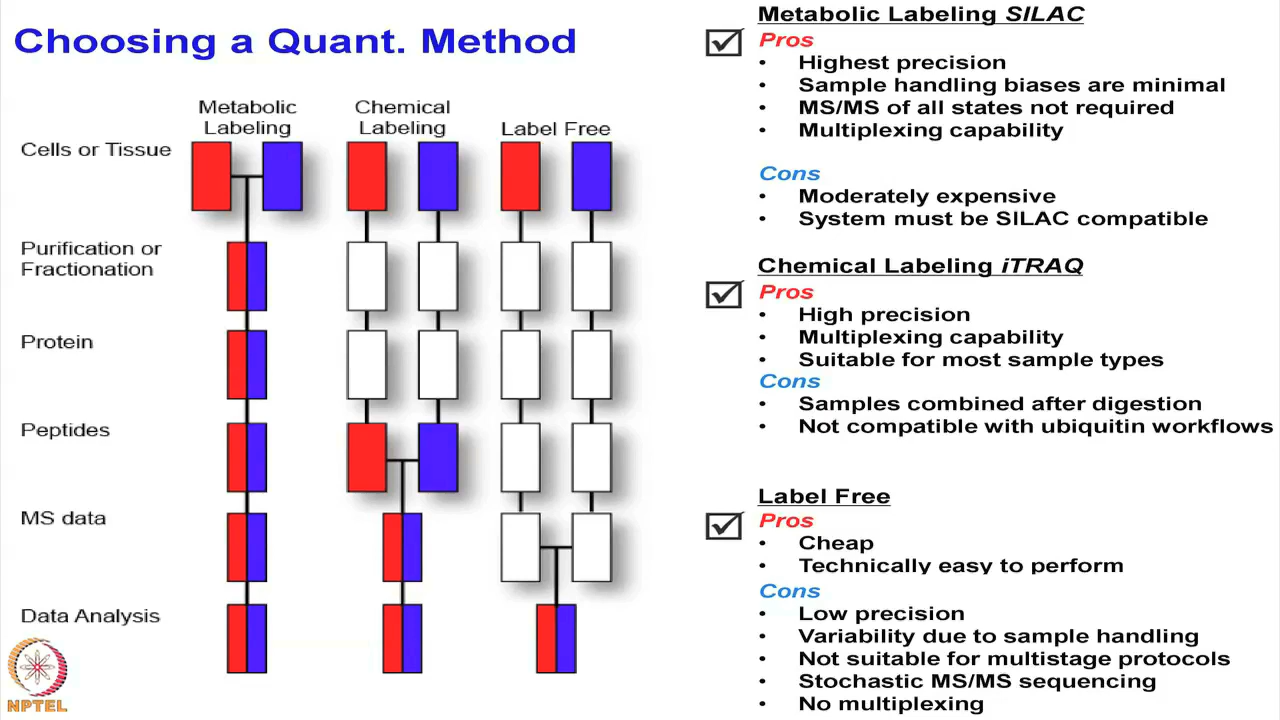 Choosing a Quant. Method
Metabolic
Labeling
Chemical
Labeling
Label Free
Cells or Tissue
Purification or
Fractionation
Protein
Peptides
MS data
Data Analysis
NPTEL
Metabolic Labeling SILAC
Pros
• Highest precision
• Sample handling biases are minimal
• MS/MS of all states not required
• Multiplexing capability
Cons
• Moderately expensive
• System must be SILAC compatible
Chemical Labeling iTRAQ
Pros
• High precision
• Multiplexing capability
• Suitable for most sample types
Cons
• Samples combined after digestion
• Not compatible with ubiquitin workflows
Label Free
Pros
• Cheap
• Technically easy to perform
Cons
• Low precision
• Variability due to sample handling
• Not suitable for multistage protocols
• Stochastic MS/MS sequencing
• No multiplexing